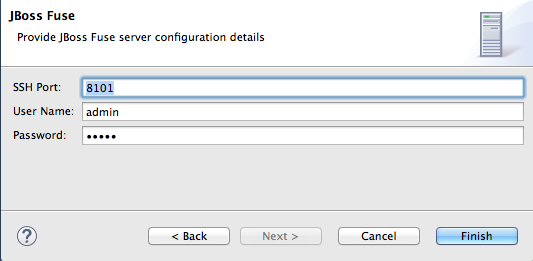 JBoss Fuse
Provide JBoss Fuse server configuration details
SSH Port: 8101
User Name: admin
Password: •••••
? < Back Next > Cancel Finish